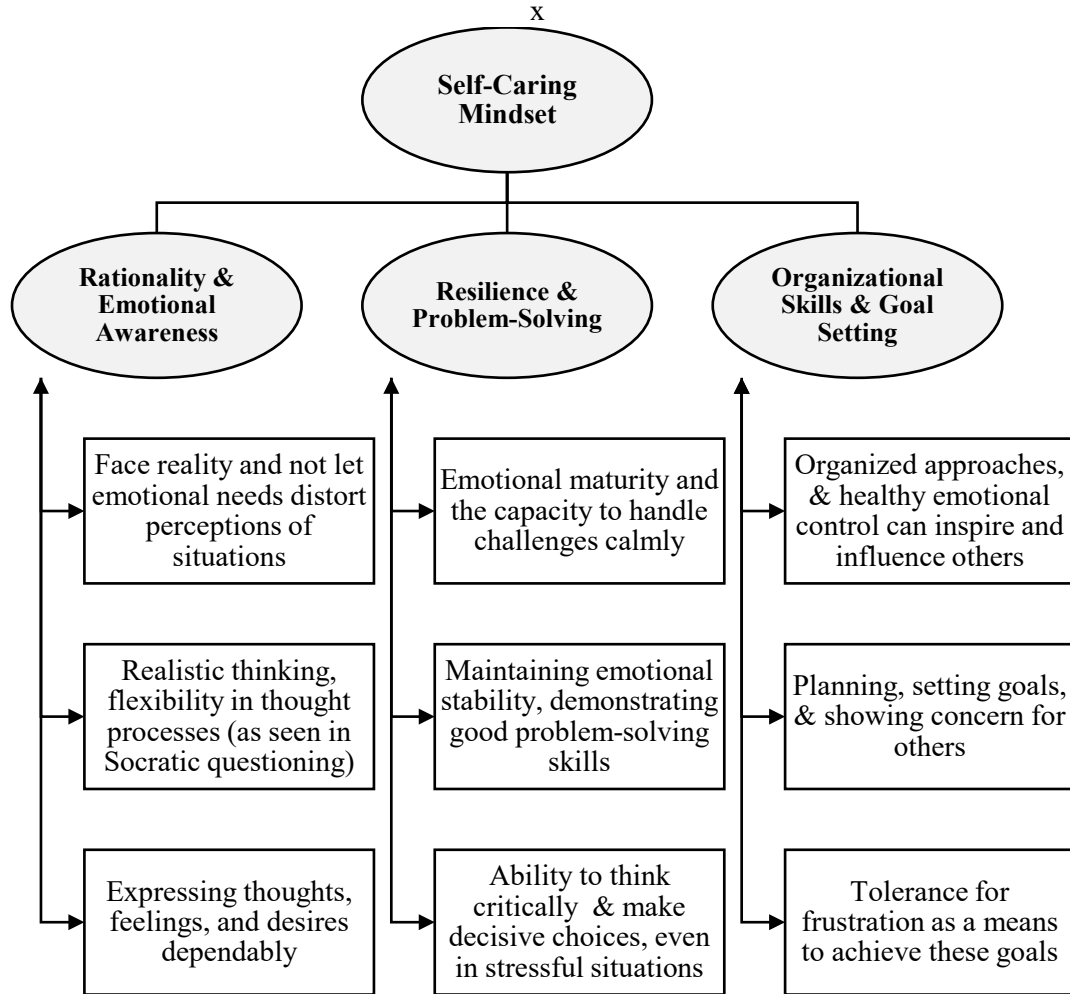 x
Self-Caring
Mindset
Rationality &
Emotional
Awareness
Resilience &
Problem-Solving
Organizational
Skills & Goal
Setting
Face reality and not let
emotional needs distort
perceptions of
situations
Emotional maturity and
the capacity to handle
challenges calmly
Organized approaches,
& healthy emotional
control can inspire and
influence others
Realistic thinking,
flexibility in thought
processes (as seen in
Socratic questioning)
Maintaining emotional
stability, demonstrating
good problem-solving
skills
Planning, setting goals,
& showing concern for
others
Expressing thoughts,
feelings, and desires
dependably
Ability to think
critically & make
decisive choices, even
in stressful situations
Tolerance for
frustration as a means
to achieve these goals